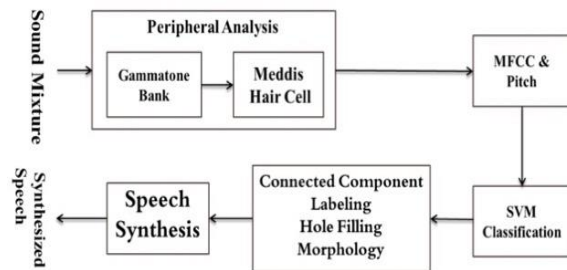 Sound Mixture
Peripheral Analysis
Gammatone
Bank
Meddis
Hair Cell
MFCC &
Pitch
SVM
Classification
Connected Component
Labeling
Hole Filling
Morphology
Speech
Synthesis
Synthesized
Speech